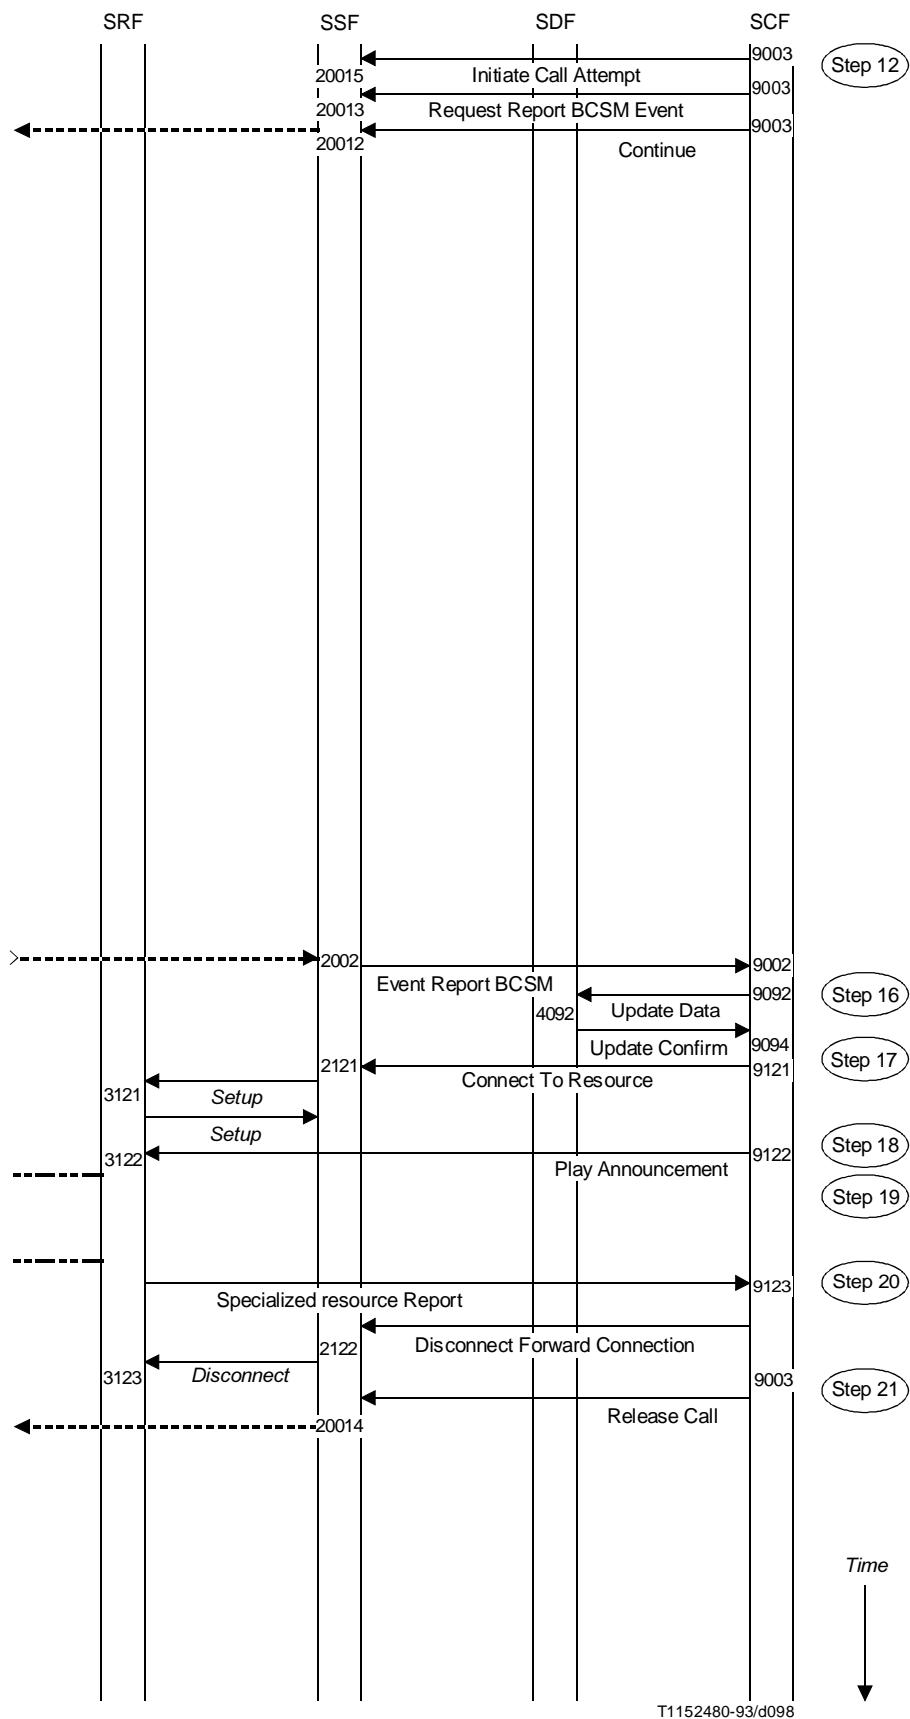 SRF SSF SDF SCF
9003
Step 12
20015 Initiate Call Attempt
9003
20013 Request Report BCSM Event
9003
20012
Continue
2002 9002
Event Report BCSM 9092 Step 16
4092 Update Data
Update Confirm 9094
2121 9121 Step 17
Connect To Resource
3121 Setup
Setup
3122 9122 Step 18
Play Announcement
Step 19
9123 Step 20
Specialized resource Report
2122 Disconnect Forward Connection
3123 Disconnect 9003
Step 21
Release Call
20014
Time
T1152480-93/d098